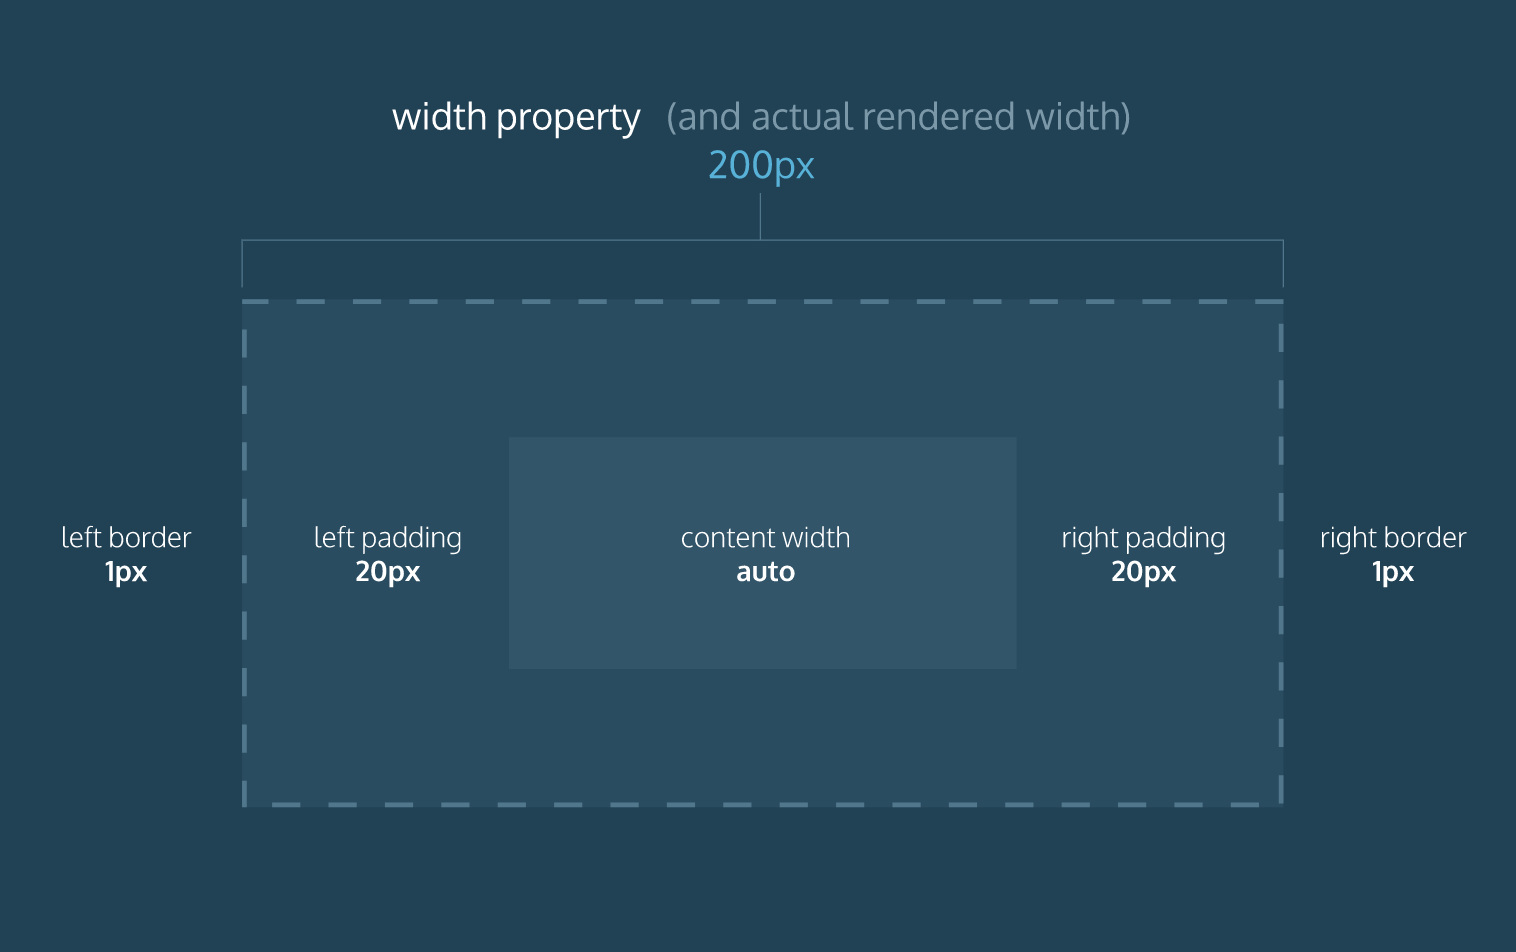 width property (and actual rendered width)
200px
left border
1px
left padding
20px
content width
auto
right padding
20px
right border
1px